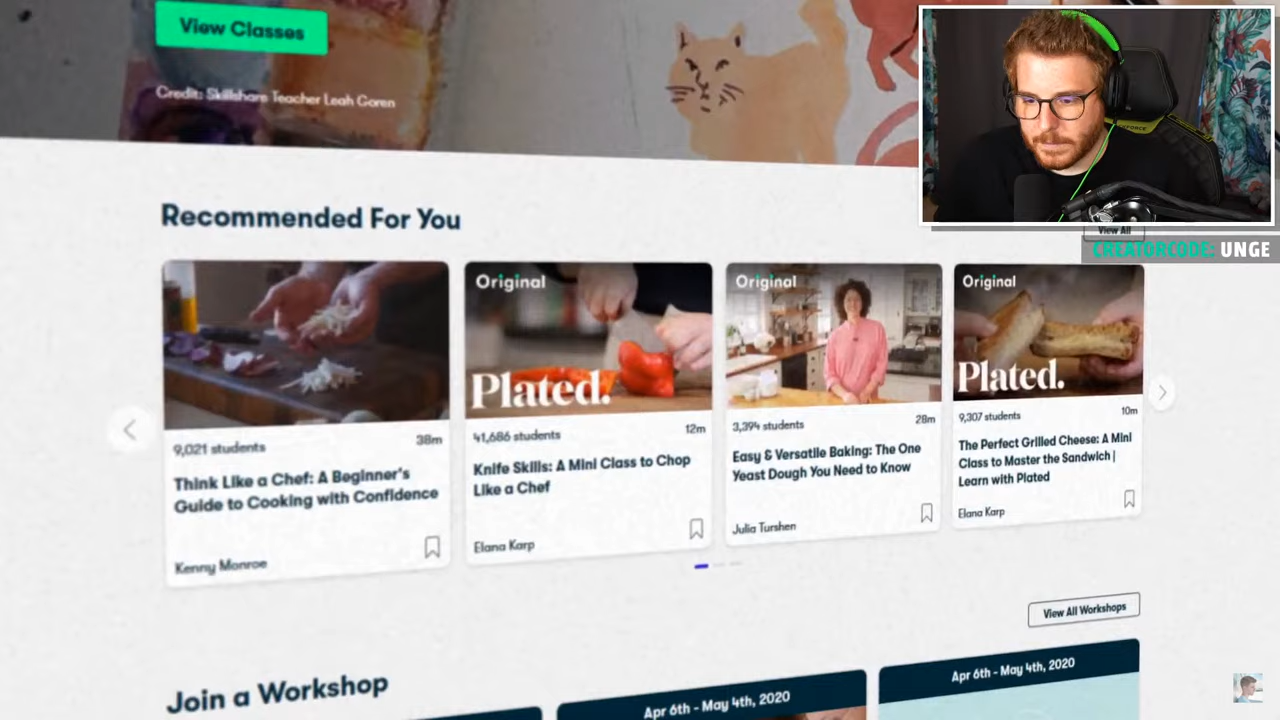 View Classes
Credit: Skillshare Teacher Leah Goren
CREATORCODE: UNGE
Recommended For You
View All
Original
Plated.
Original
Original
Plated.
9,021 students
38m
Think Like a Chef: A Beginner's
Guide to Cooking with Confidence
Kenny Monroe
41,686 students
12m
Knife Skills: A Mini Class to Chop
Like a Chef
Elana Karp
3,394 students
28m
Easy & Versatile Baking: The One
Yeast Dough You Need to Know
Julia Turshen
9,307 students
10m
The Perfect Grilled Cheese: A Mini
Class to Master the Sandwich |
Learn with Plated
Elana Karp
View All Workshops
Join a Workshop
Apr 6th - May 4th, 2020
Apr 6th - May 4th, 2020